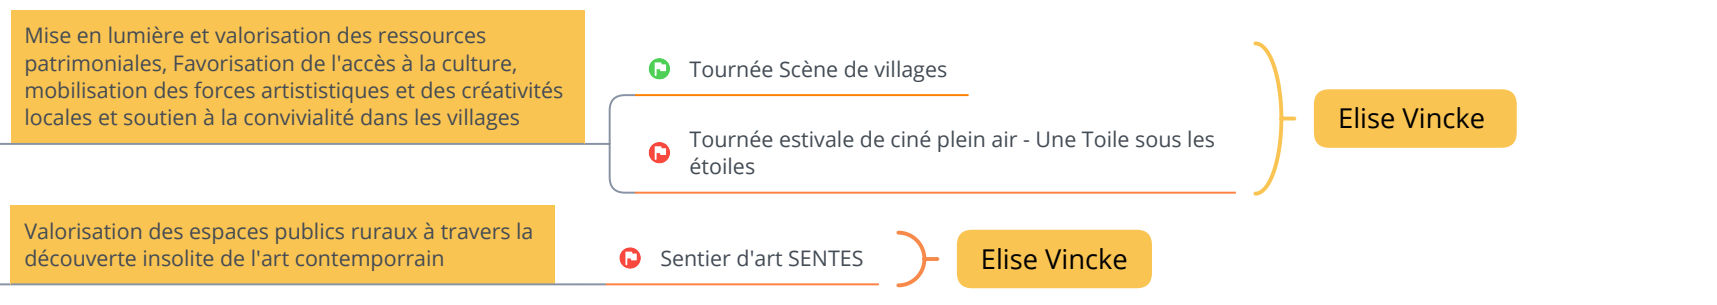 Mise en lumière et valorisation des ressources
patrimoniales, Favorisation de l'accès à la culture,
mobilisation des forces artististiques et des créativités
locales et soutien à la convivialité dans les villages
Tournée Scène de villages
Tournée estivale de ciné plein air - Une Toile sous les
étoiles
Elise Vincke
Valorisation des espaces publics ruraux à travers la
découverte insolite de l'art contemporrain
Sentier d'art SENTES
Elise Vincke